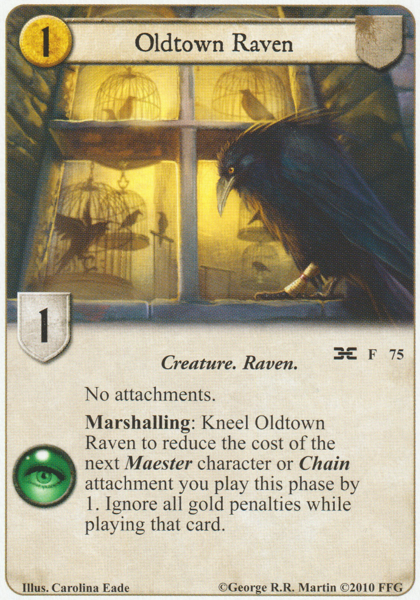 1
Oldtown Raven
1
Creature. Raven.
F 75
No attachments.
Marshalling: Kneel Oldtown
Raven to reduce the cost of the
next Maester character or Chain
attachment you play this phase by
1. Ignore all gold penalties while
playing that card.
Illus. Carolina Eade
©George R.R. Martin ©2010 FFG